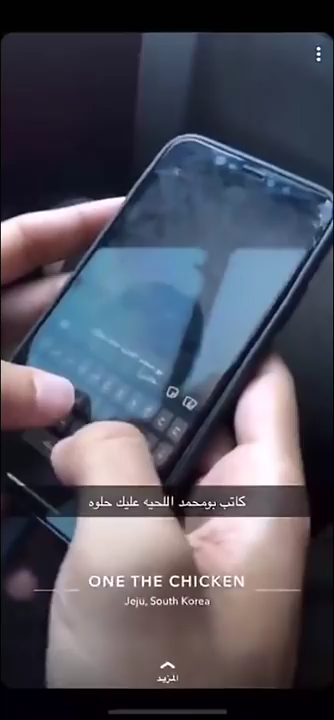 كاتب بومحمد اللحيه عليك حلوه
ONE THE CHICKEN
Jeju, South Korea
المزيد